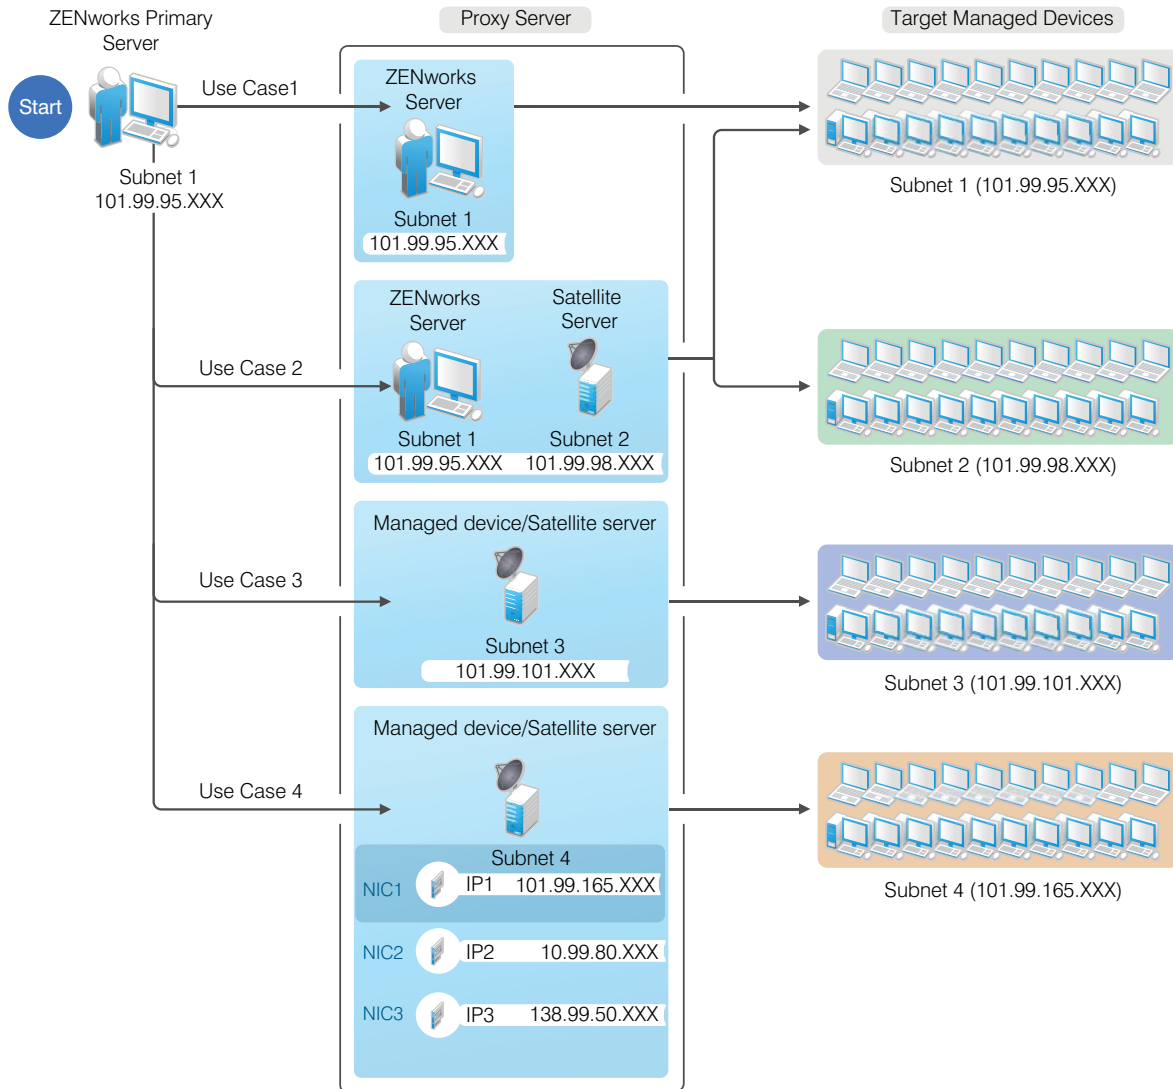 ZENworks Primary
Server
Proxy Server
Target Managed Devices
Start
Use Case1
Subnet 1
101.99.95.XXX
ZENworks
Server
Subnet 1
101.99.95.XXX
Subnet 1 (101.99.95.XXX)
Use Case 2
ZENworks
Server
Satellite
Server
Subnet 1
Subnet 2
101.99.95.XXX
101.99.98.XXX
Subnet 2 (101.99.98.XXX)
Use Case 3
Managed device/Satellite server
Subnet 3
101.99.101.XXX
Subnet 3 (101.99.101.XXX)
Use Case 4
Managed device/Satellite server
Subnet 4
NIC1 IP1 101.99.165.XXX
NIC2 IP2 10.99.80.XXX
NIC3 IP3 138.99.50.XXX
Subnet 4 (101.99.165.XXX)